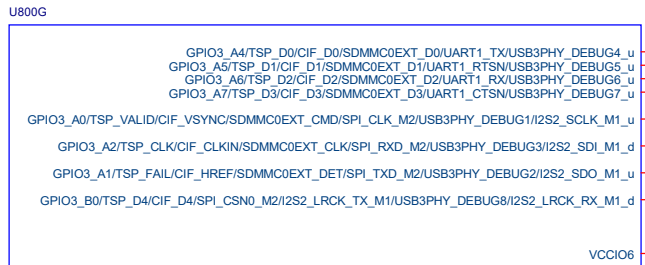 U800G
GPIO3_A4/TSP_D0/CIF_D0/SDMMC0EXT_D0/UART1_TX/USB3PHY_DEBUG4_u
GPIO3_A5/TSP_D1/CIF_D1/SDMMC0EXT_D1/UART1_RTSN/USB3PHY_DEBUG5_u
GPIO3_A6/TSP_D2/CIF_D2/SDMMC0EXT_D2/UART1_RX/USB3PHY_DEBUG6_u
GPIO3_A7/TSP_D3/CIF_D3/SDMMC0EXT_D3/UART1_CTSN/USB3PHY_DEBUG7_u
GPIO3_A0/TSP_VALID/CIF_VSYNC/SDMMC0EXT_CMD/SPI_CLK_M2/USB3PHY_DEBUG1/I2S2_SCLK_M1_u
GPIO3_A2/TSP_CLK/CIF_CLKIN/SDMMC0EXT_CLK/SPI_RXD_M2/USB3PHY_DEBUG3/I2S2_SDI_M1_d
GPIO3_A1/TSP_FAIL/CIF_HREF/SDMMC0EXT_DET/SPI_TXD_M2/USB3PHY_DEBUG2/I2S2_SDO_M1_u
GPIO3_B0/TSP_D4/CIF_D4/SPI_CSN0_M2/I2S2_LRCK_TX_M1/USB3PHY_DEBUG8/I2S2_LRCK_RX_M1_d
VCCIO6